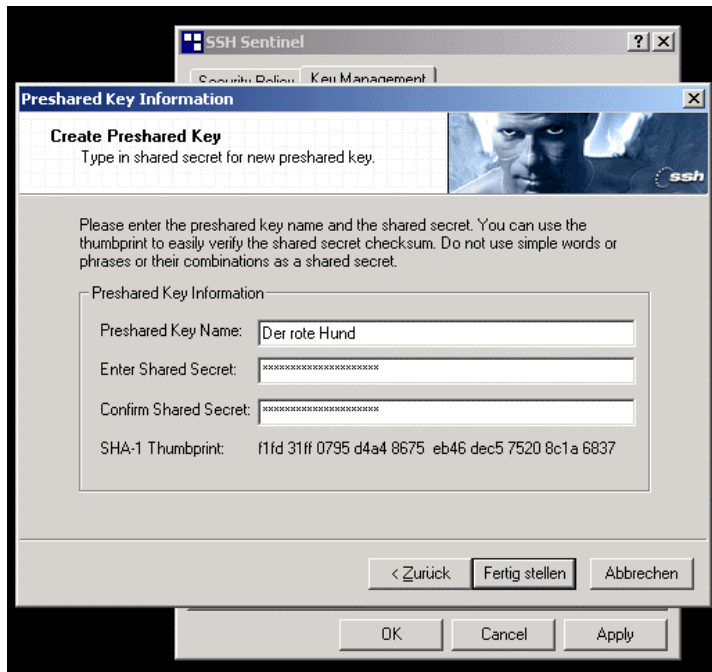 SSH Sentinel
Security Policy Key Management
Preshared Key Information
Create Preshared Key
Type in shared secret for new preshared key.
ssh
Please enter the preshared key name and the shared secret. You can use the
thumbprint to easily verify the shared secret checksum. Do not use simple words or
phrases or their combinations as a shared secret.
Preshared Key Information
Preshared Key Name: Der rote Hund
Enter Shared Secret: *********************
Confirm Shared Secret: *********************
SHA-1 Thumbprint: f1fd 31ff 0795 d4a4 8675 eb46 dec5 7520 8c1a 6837
< Zurück Fertig stellen Abbrechen
OK Cancel Apply